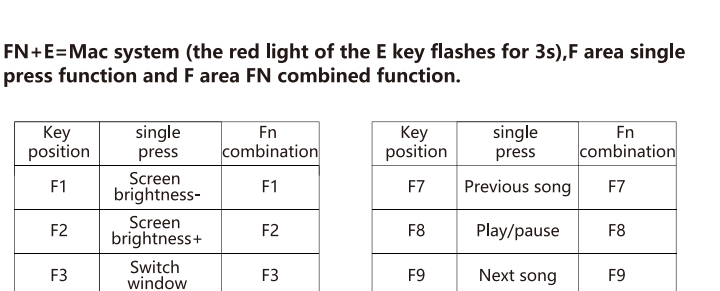 FN+E=Mac system (the red light of the E key flashes for 3s),F area single
press function and F area FN combined function.
Key position single press Fn combination
F1 Screen brightness- F1
F2 Screen brightness+ F2
F3 Switch window F3
Key position single press Fn combination
F7 Previous song F7
F8 Play/pause F8
F9 Next song F9